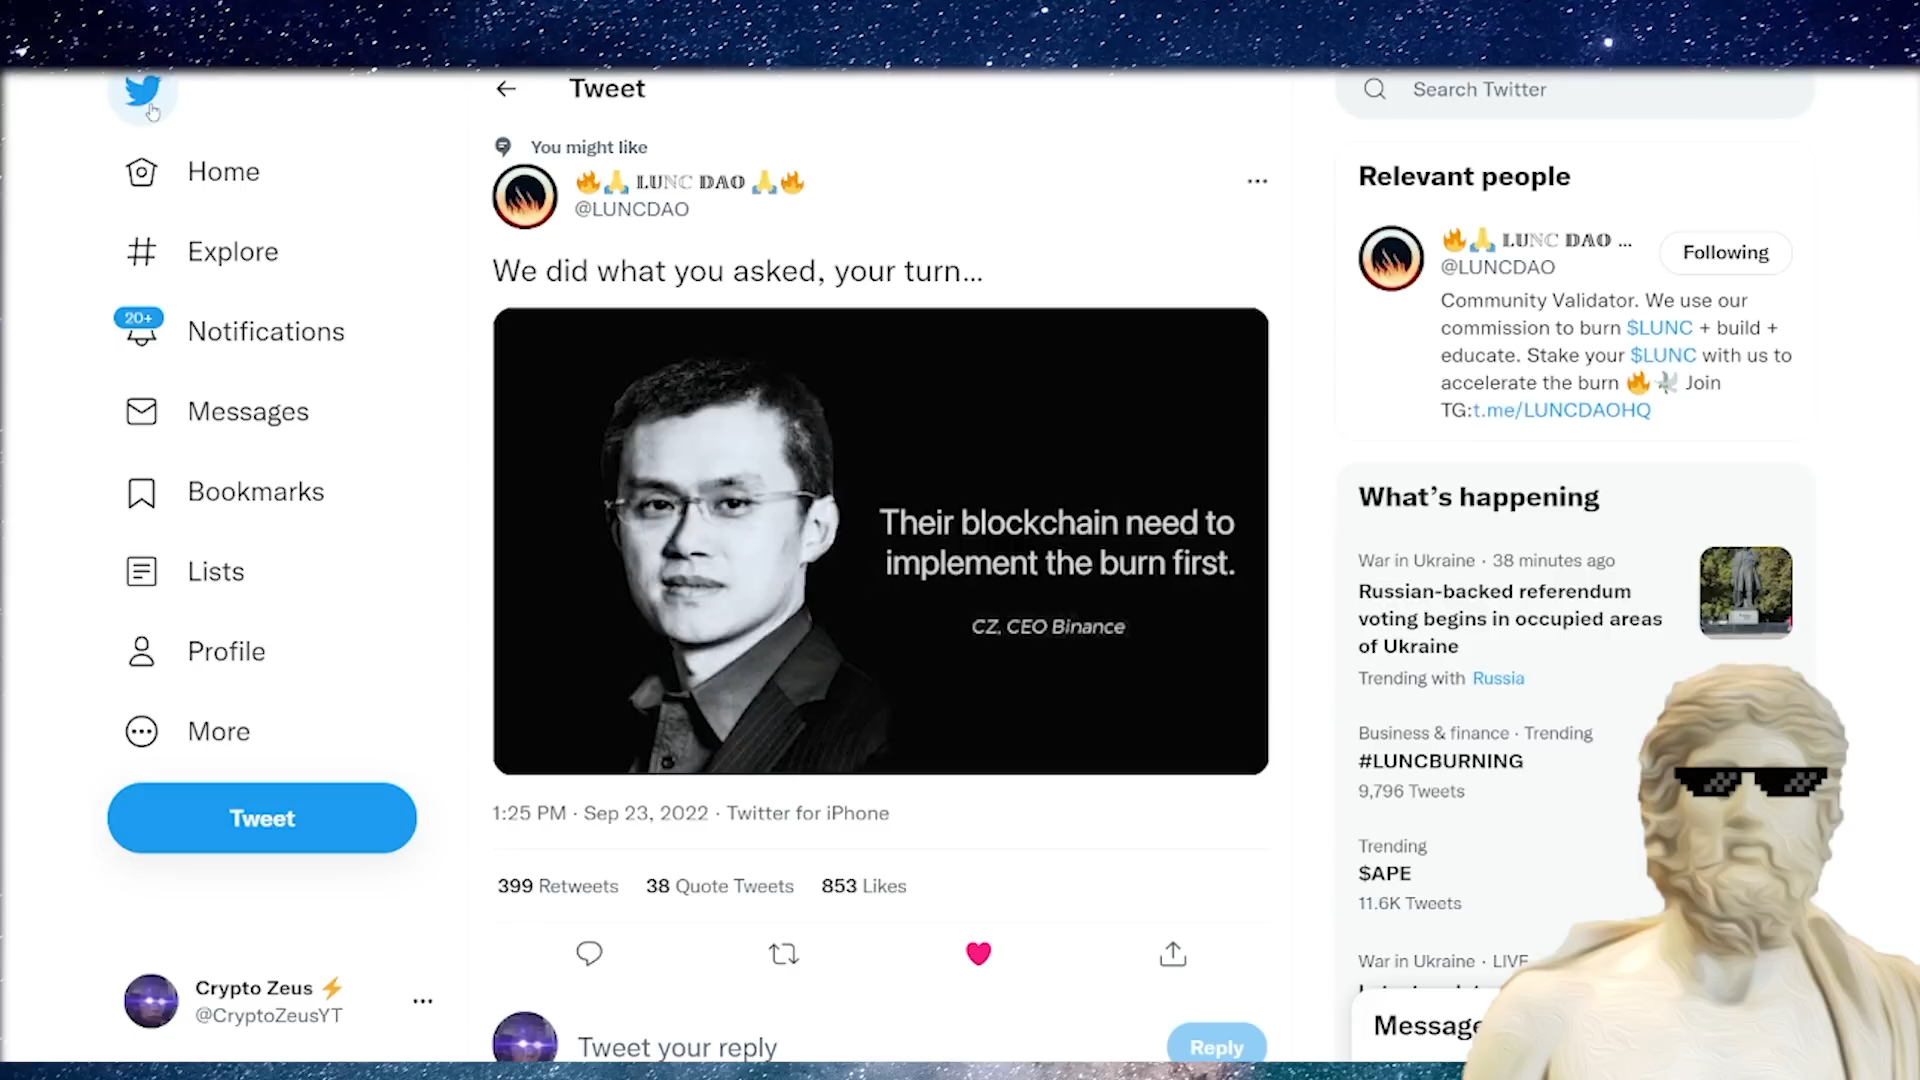 Home
Explore
20+
Notifications
Messages
Bookmarks
Lists
Profile
More
Tweet
Crypto Zeus ⚡
@CryptoZeusYT
Tweet
You might like
🔥🙏 𝕃𝕌ℕℂ 𝔻𝔸𝕆 🙏🔥
@LUNCDAO
We did what you asked, your turn...
Their blockchain need to
implement the burn first.
CZ, CEO Binance
1:25 PM · Sep 23, 2022 · Twitter for iPhone
399 Retweets 38 Quote Tweets 853 Likes
Tweet your reply
Reply
Search Twitter
Relevant people
🔥🙏 𝕃𝕌ℕℂ 𝔻𝔸𝕆 ...
@LUNCDAO
Following
Community Validator. We use our
commission to burn $LUNC + build +
educate. Stake your $LUNC with us to
accelerate the burn 🔥🕊️ Join
TG:t.me/LUNCDAOHQ
What's happening
War in Ukraine · 38 minutes ago
Russian-backed referendum
voting begins in occupied areas
of Ukraine
Trending with Russia
Business & finance · Trending
#LUNCBURNING
9,796 Tweets
Trending
$APE
11.6K Tweets
War in Ukraine · LIVE
Message